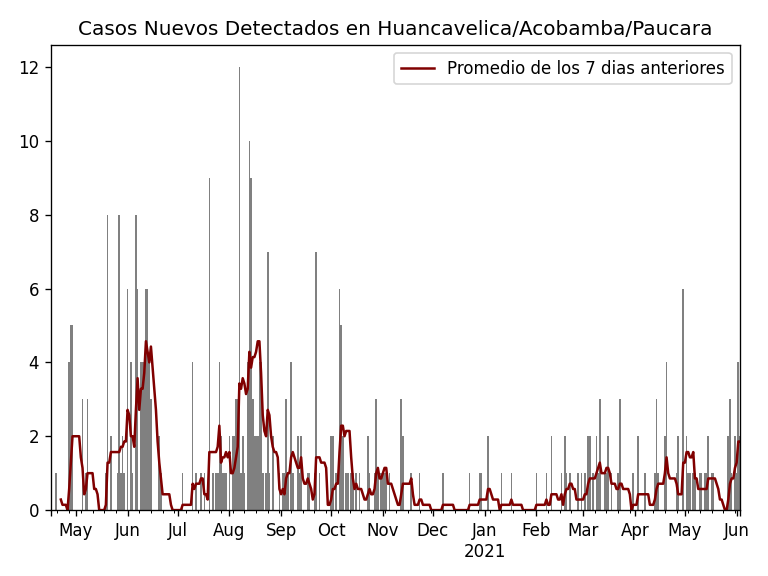 Casos Nuevos Detectados en Huancavelica/Acobamba/Paucara
Promedio de los 7 dias anteriores
12
10
8
6
4
2
0
May Jun Jul Aug Sep Oct Nov Dec Jan Feb Mar Apr May Jun
2021